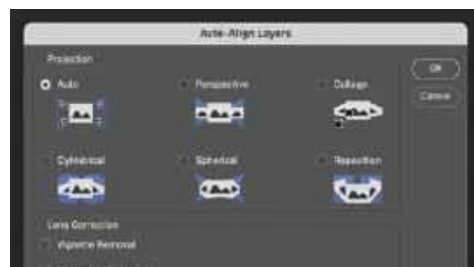 Auto-Align Layers
Projection
OK
Auto
Perspective
Collage
Cancel
Cylindrical
Spherical
Reposition
Lens Correction
Vignette Removal